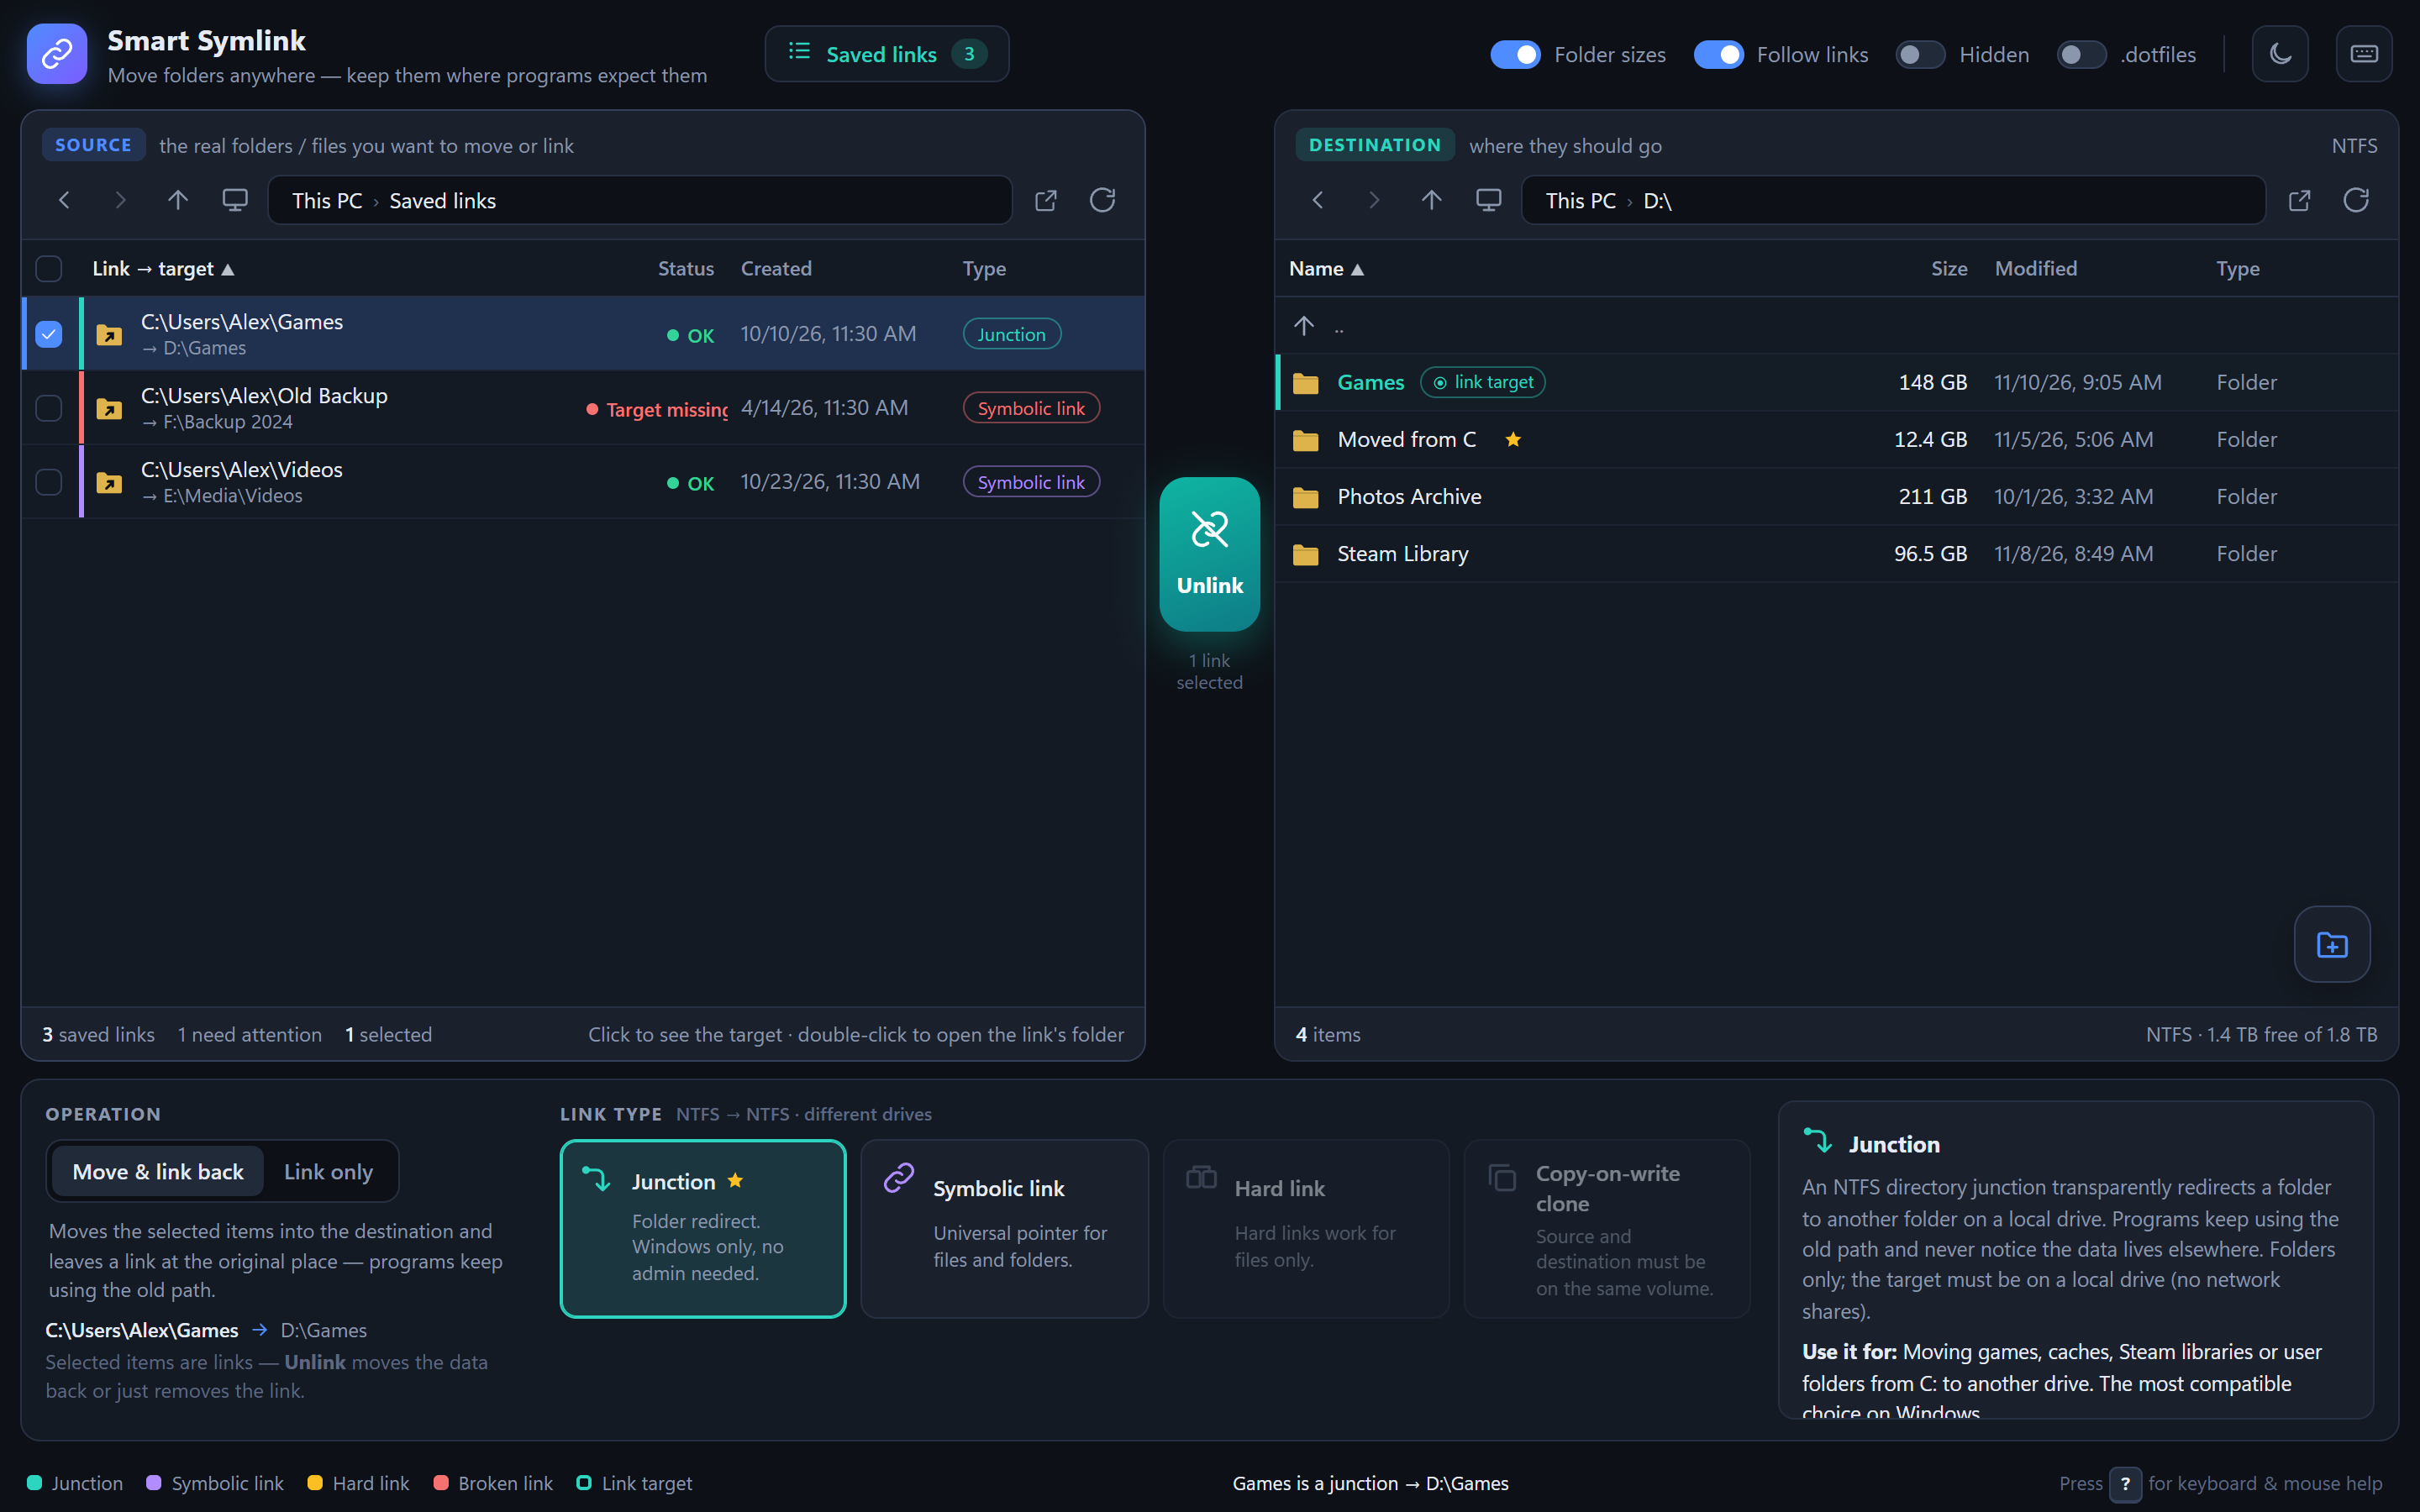 Smart Symlink
Move folders anywhere — keep them where programs expect them
Saved links 3
Folder sizes
Follow links
Hidden
.dotfiles
SOURCE the real folders / files you want to move or link
This PC › Saved links
Link → target ▲ Status Created Type
C:\Users\Alex\Games
→ D:\Games
OK 10/10/26, 11:30 AM Junction
C:\Users\Alex\Old Backup
→ F:\Backup 2024
Target missing 4/14/26, 11:30 AM Symbolic link
C:\Users\Alex\Videos
→ E:\Media\Videos
OK 10/23/26, 11:30 AM Symbolic link
3 saved links 1 need attention 1 selected Click to see the target · double-click to open the link's folder
Unlink
1 link
selected
DESTINATION where they should go NTFS
This PC › D:\
Name ▲ Size Modified Type
..
Games link target 148 GB 11/10/26, 9:05 AM Folder
Moved from C 12.4 GB 11/5/26, 5:06 AM Folder
Photos Archive 211 GB 10/1/26, 3:32 AM Folder
Steam Library 96.5 GB 11/8/26, 8:49 AM Folder
4 items NTFS · 1.4 TB free of 1.8 TB
OPERATION
Move & link back Link only
Moves the selected items into the destination and
leaves a link at the original place — programs keep
using the old path.
C:\Users\Alex\Games → D:\Games
Selected items are links — Unlink moves the data
back or just removes the link.
LINK TYPE NTFS → NTFS · different drives
Junction
Folder redirect.
Windows only, no
admin needed.
Symbolic link
Universal pointer for
files and folders.
Hard link
Hard links work for
files only.
Copy-on-write
clone
Source and
destination must be
on the same volume.
Junction
An NTFS directory junction transparently redirects a folder
to another folder on a local drive. Programs keep using the
old path and never notice the data lives elsewhere. Folders
only; the target must be on a local drive (no network
shares).
Use it for: Moving games, caches, Steam libraries or user
folders from C: to another drive. The most compatible
choice on Windows
Junction Symbolic link Hard link Broken link Link target
Games is a junction → D:\Games
Press ? for keyboard & mouse help